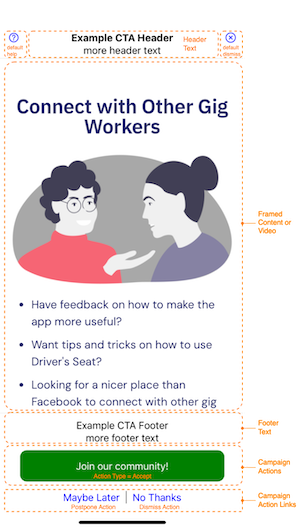 ?
default
help
Example CTA Header
more header text
Header
Text
default
dismiss
Connect with Other Gig
Workers
• Have feedback on how to make the
app more useful?
• Want tips and tricks on how to use
Driver's Seat?
• Looking for a nicer place than
Facebook to connect with other gig
Framed
Content or
Video
Example CTA Footer
more footer text
Footer
Text
Join our community!
Action Type = Accept
Campaign
Actions
Maybe Later | No Thanks
Postpone Action Dismiss Action
Campaign
Action Links